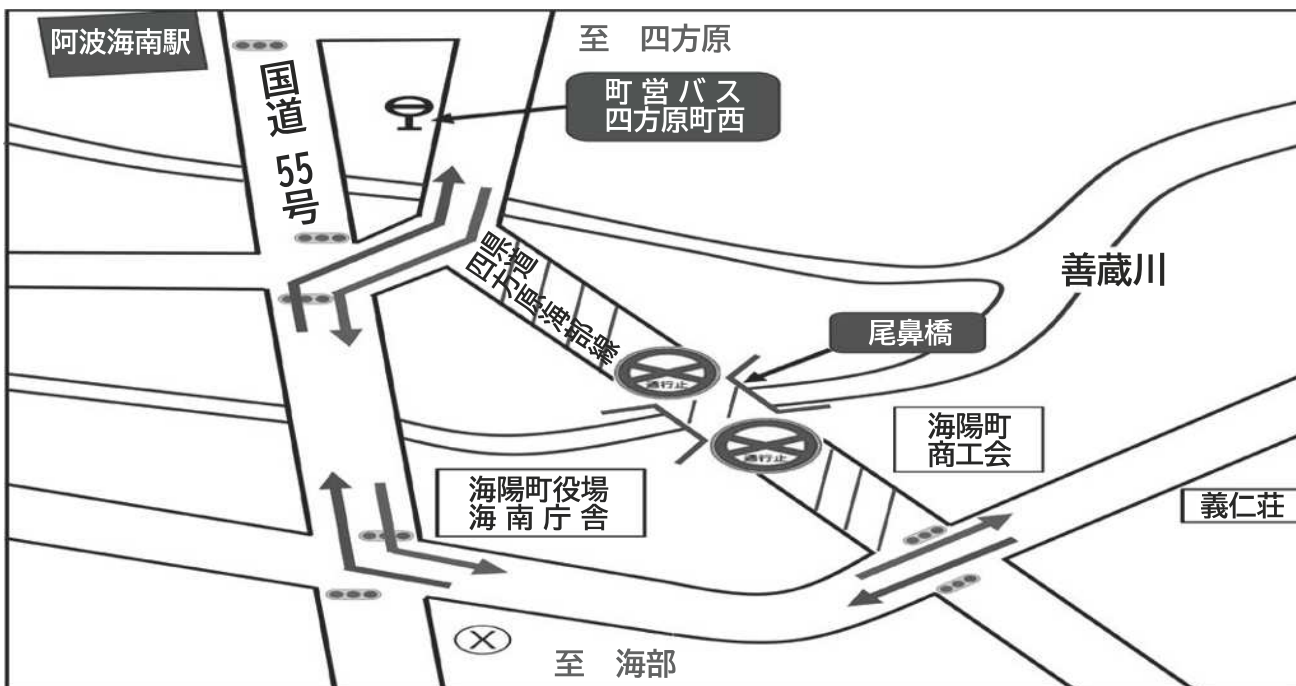 阿波海南駅
至 四方原
国道 55号
町営バス
四方原町西
県道
四方原海部線
善蔵川
尾鼻橋
通行止
通行止
海陽町
商工会
海陽町役場
海南庁舎
義仁荘
至 海部